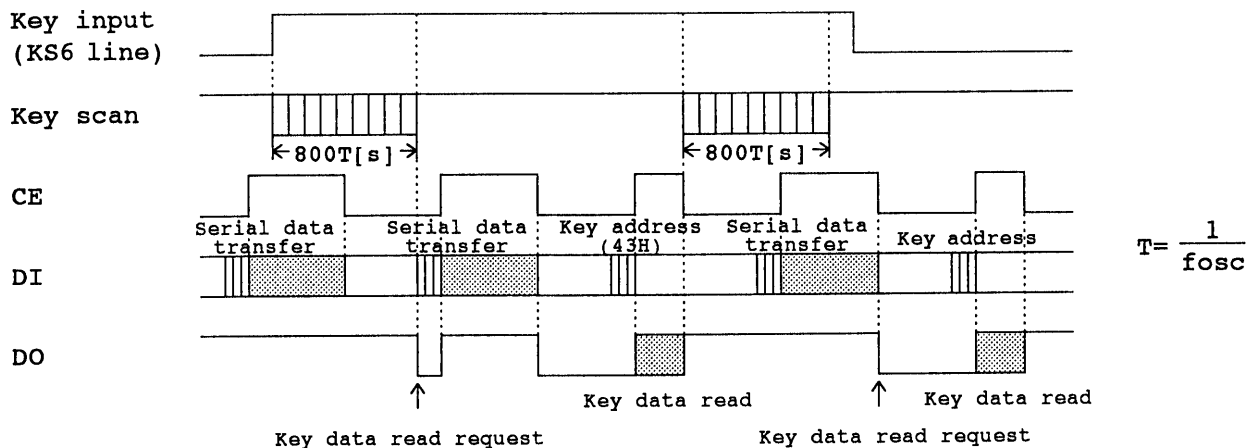 Key input
(KS6 line)
Key scan
800T[s]
800T[s]
CE
Serial data
transfer
Serial data
transfer
Key address
(43H)
Serial data
transfer
Key address
T= 1
fosc
DI
DO
Key data read
Key data read
Key data read request
Key data read request